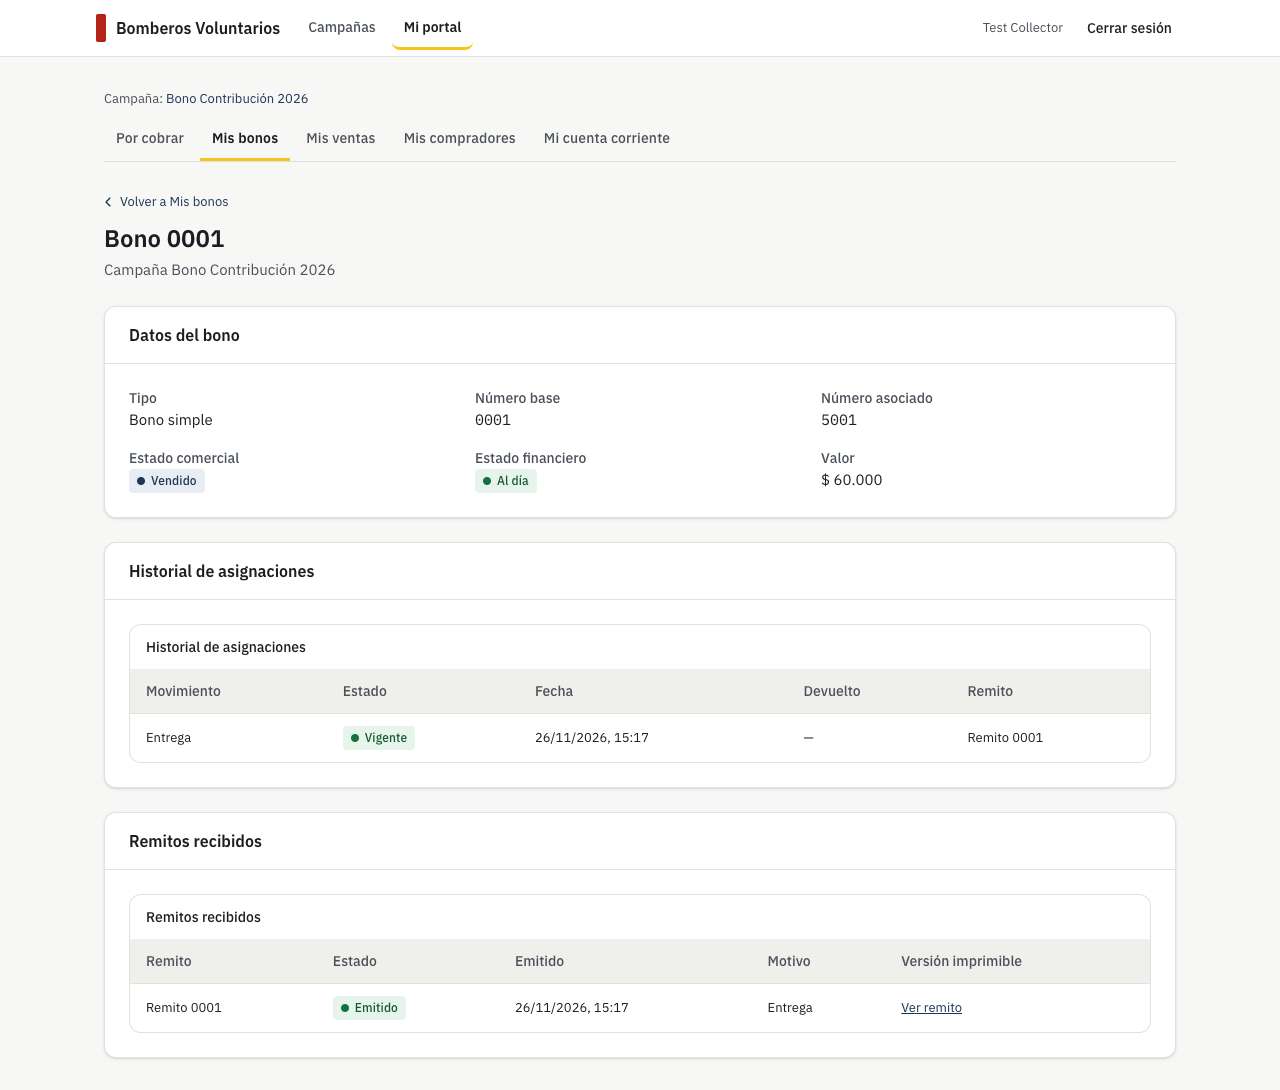 Bomberos Voluntarios
Campañas
Mi portal
Test Collector
Cerrar sesión
Campaña: Bono Contribución 2026
Por cobrar
Mis bonos
Mis ventas
Mis compradores
Mi cuenta corriente
Volver a Mis bonos
Bono 0001
Campaña Bono Contribución 2026
Datos del bono
Tipo
Bono simple
Número base
0001
Número asociado
5001
Estado comercial
Vendido
Estado financiero
Al día
Valor
$ 60.000
Historial de asignaciones
Historial de asignaciones
Movimiento Estado Fecha Devuelto Remito
Entrega Vigente 26/11/2026, 15:17 — Remito 0001
Remitos recibidos
Remitos recibidos
Remito Estado Emitido Motivo Versión imprimible
Remito 0001 Emitido 26/11/2026, 15:17 Entrega Ver remito